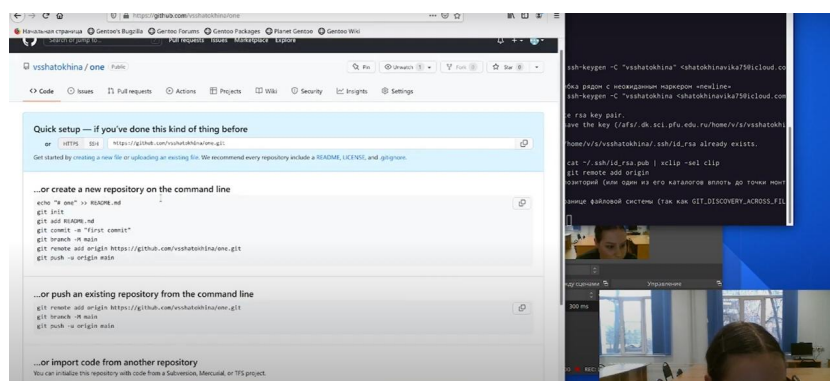 https://github.com/vsshatokhina/one
Начальная страница Gentoo's Bugzilla Gentoo Forums Gentoo Packages Planet Gentoo Gentoo Wiki
Search or jump to... Pull requests Issues Marketplace Explore
vsshatokhina / one Public
Pin Unwatch 1 Fork 0 Star 0
Code Issues Pull requests Actions Projects Wiki Security Insights Settings
Quick setup — if you've done this kind of thing before
or HTTPS SSH https://github.com/vsshatokhina/one.git
Get started by creating a new file or uploading an existing file. We recommend every repository include a README, LICENSE, and .gitignore.
...or create a new repository on the command line
echo "# one" >> README.md
git init
git add README.md
git commit -m "first commit"
git branch -M main
git remote add origin https://github.com/vsshatokhina/one.git
git push -u origin main
...or push an existing repository from the command line
git remote add origin https://github.com/vsshatokhina/one.git
git branch -M main
git push -u origin main
...or import code from another repository
You can initialize this repository with code from a Subversion, Mercurial, or TFS project.
ssh-keygen -C "vsshatokhina" <shatokhinavika750icloud.com
бка рядом с неожиданным маркером «newline»
ssh-keygen -C "vsshatokhina <shatokhinavika750icloud.com
e rsa key pair.
ave the key (/afs/.dk.sci.pfu.edu.ru/home/v/s/vsshatokhi
home/v/s/vsshatokhina/.ssh/id_rsa already exists.
cat ~/.ssh/id_rsa.pub | xclip -sel clip
git remote add origin
озиторий (или один из его каталогов вплоть до точки монт
ранице файловой системы (так как GIT_DISCOVERY_ACROSS_FIL
ду сценами Управление
300 ms
REC: